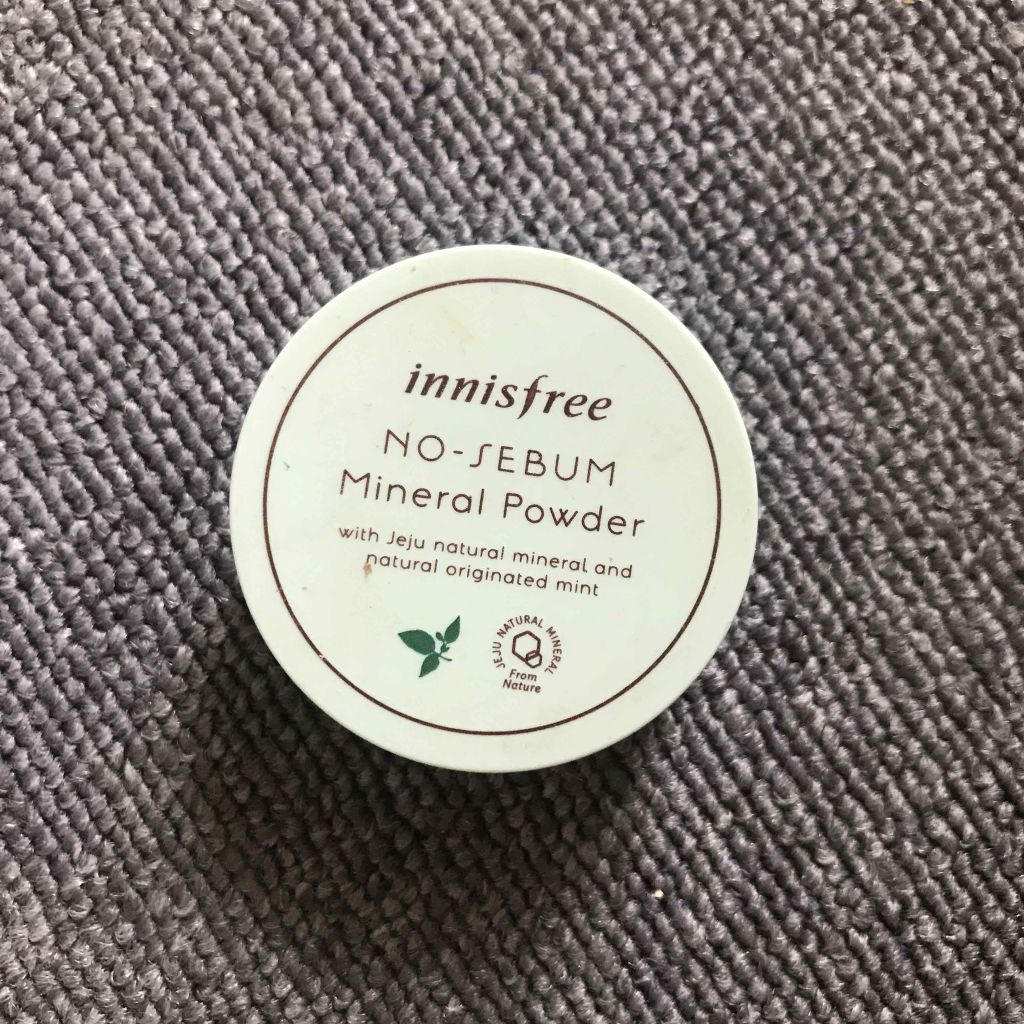 innisfree
NO-SEBUM
Mineral Powder
with Jeju natural mineral and
natural originated mint
JEJU NATURAL MINERAL
From
Nature